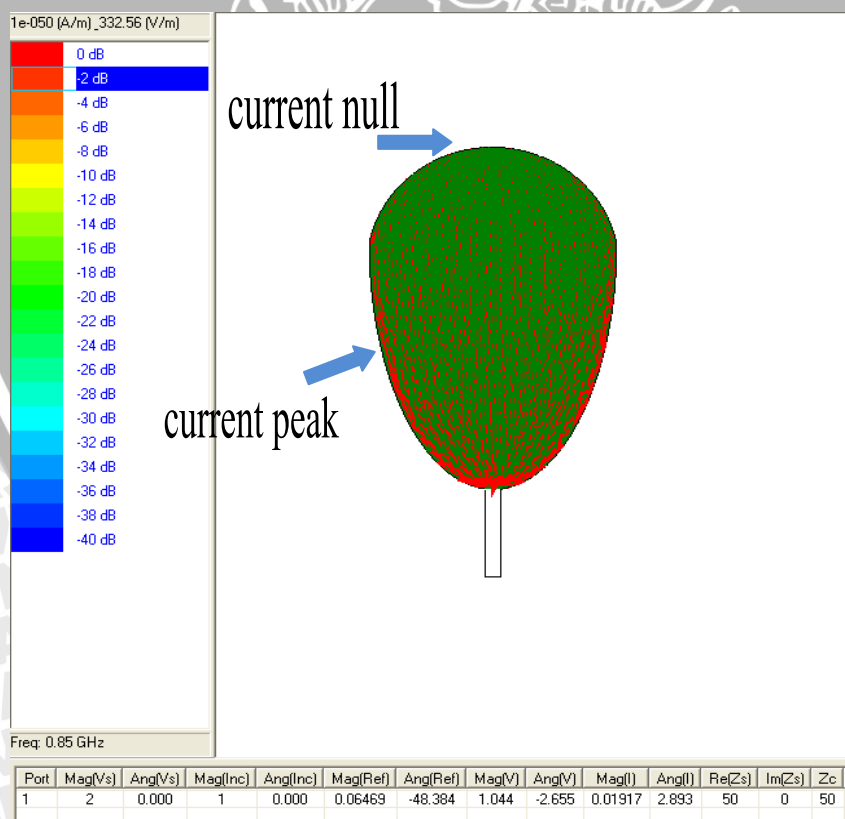 1e-050 (A/m)_332.56 (V/m)
0 dB
-2 dB
-4 dB
-6 dB
-8 dB
-10 dB
-12 dB
-14 dB
-16 dB
-18 dB
-20 dB
-22 dB
-24 dB
-26 dB
-28 dB
-30 dB
-32 dB
-34 dB
-36 dB
-38 dB
-40 dB
current null
current peak
Freq: 0.85 GHz
Port Mag(Vs) Ang(Vs) Mag(Inc) Ang(Inc) Mag(Ref) Ang(Ref) Mag(V) Ang(V) Mag(I) Ang(I) Re(Zs) Im(Zs) Zc
1 2 0.000 1 0.000 0.06469 -48.384 1.044 -2.655 0.01917 2.893 50 0 50